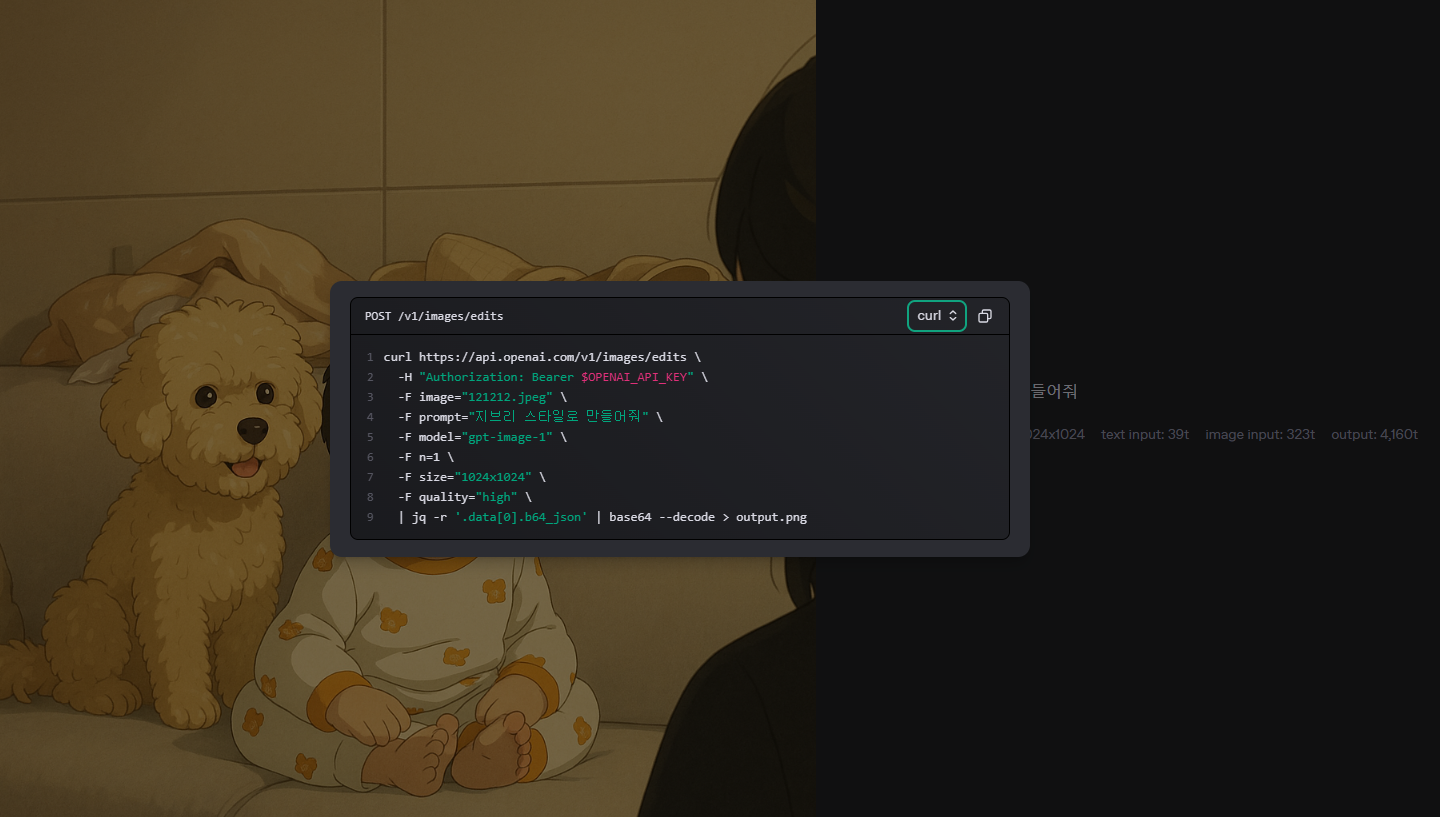 POST /v1/images/edits
curl
1 curl https://api.openai.com/v1/images/edits \
2 -H "Authorization: Bearer $OPENAI_API_KEY" \
3 -F image="121212.jpeg" \
4 -F prompt="지브리 스타일로 만들어줘" \
5 -F model="gpt-image-1" \
6 -F n=1 \
7 -F size="1024x1024" \
8 -F quality="high" \
9 | jq -r '.data[0].b64_json' | base64 --decode > output.png
들어줘
024x1024 text input: 39t image input: 323t output: 4,160t